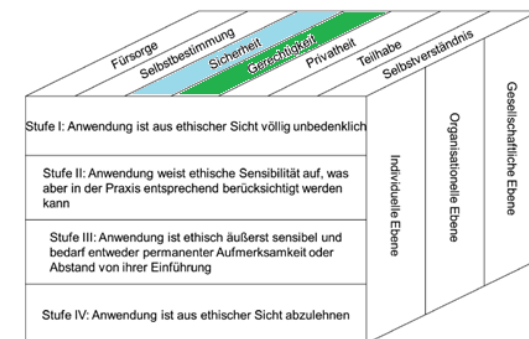 Fürsorge
Selbstbestimmung
Sicherheit
Gerechtigkeit
Privatheit
Teilhabe
Selbstverständnis
Stufe I: Anwendung ist aus ethischer Sicht völlig unbedenklich
Stufe II: Anwendung weist ethische Sensibilität auf, was
aber in der Praxis entsprechend berücksichtigt werden
kann
Stufe III: Anwendung ist ethisch äußerst sensibel und
bedarf entweder permanenter Aufmerksamkeit oder
Abstand von ihrer Einführung
Stufe IV: Anwendung ist aus ethischer Sicht abzulehnen
Individuelle Ebene
Organisationelle Ebene
Gesellschaftliche Ebene